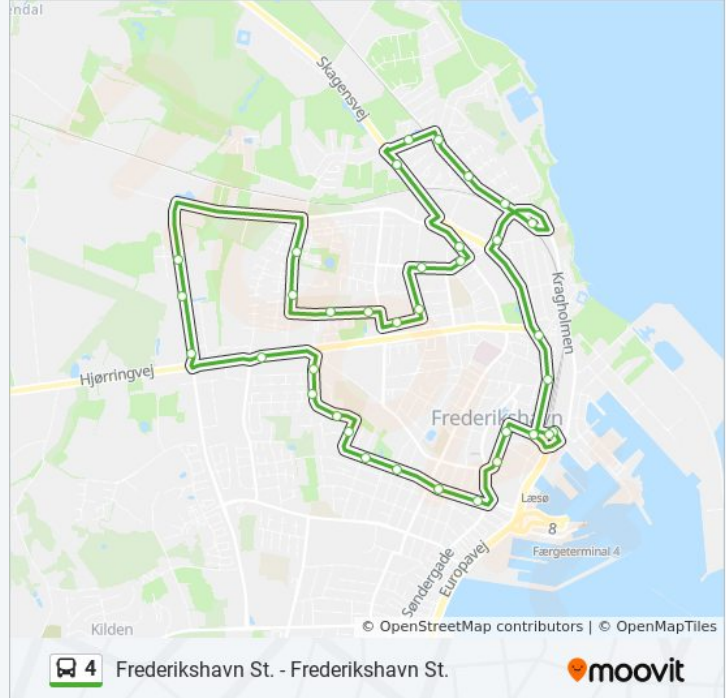 ndal
Skagensvej
Kragholmen
Hjørringvej
Frederikshavn
Læsø
8
Færgeterminal 4
Søndergade
Europavej
Kilden
© OpenStreetMap contributors | © OpenMapTiles
4 Frederikshavn St. - Frederikshavn St.
moovit